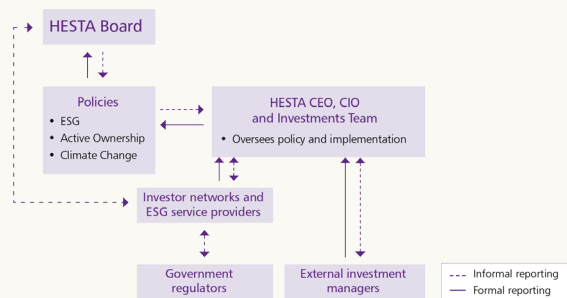 HESTA Board
Policies
• ESG
• Active Ownership
• Climate Change
HESTA CEO, CIO
and Investments Team
• Oversees policy and implementation
Investor networks and
ESG service providers
Government
regulators
External investment
managers
Informal reporting
Formal reporting